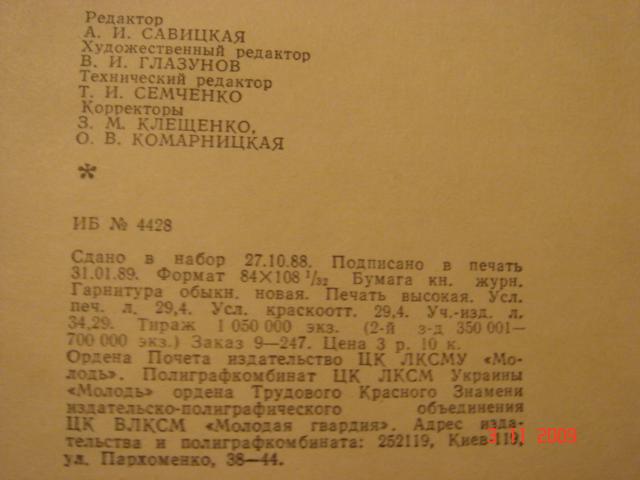 Редактор
А. И. САВИЦКАЯ
Художественный редактор
В. И. ГЛАЗУНОВ
Технический редактор
Т. И. СЕМЧЕНКО
Корректоры
З. М. КЛЕЩЕНКО,
О. В. КОМАРНИЦКАЯ
*
ИБ № 4428
Сдано в набор 27.10.88. Подписано в печать
31.01.89. Формат 84×108 1/32 Бумага кн. журн.
Гарнитура обыкн. новая. Печать высокая. Усл.
печ. л. 29,4. Усл. краскоотт. 29,4. Уч.-изд. л.
34,29. Тираж 1 050 000 экз. (2-й з-д 350 001—
700 000 экз.) Заказ 9—247. Цена 3 р. 10 к.
Ордена Почета издательство ЦК ЛКСМУ «Мо-
лодь». Полиграфкомбинат ЦК ЛКСМ Украины
«Молодь» ордена Трудового Красного Знамени
издательско-полиграфического объединения
ЦК ВЛКСМ «Молодая гвардия». Адрес изда-
тельства и полиграфкомбината: 252119, Киев-119,
ул. Пархоменко, 38—44.
11 2009